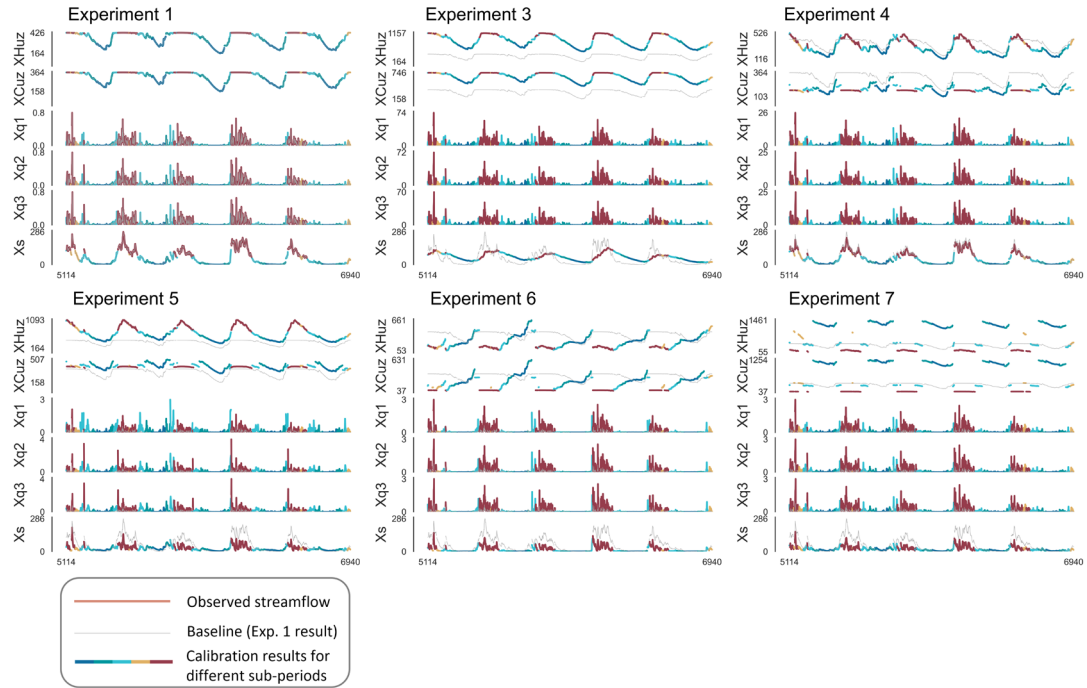 Experiment 1
Experiment 3
Experiment 4
XHuz
426
164
XCuz
364
158
Xq1
0.8
0.0
Xq2
0.8
0.0
Xq3
0.8
0.0
Xs
286
0
5114
6940
XHuz
1157
164
XCuz
746
158
Xq1
74
0
Xq2
72
0
Xq3
70
0
Xs
286
0
5114
6940
XHuz
526
116
XCuz
364
103
Xq1
26
0
Xq2
25
0
Xq3
25
0
Xs
286
0
5114
6940
Experiment 5
Experiment 6
Experiment 7
XHuz
1093
164
XCuz
507
158
Xq1
3
0
Xq2
4
0
Xq3
4
0
Xs
286
0
5114
6940
XHuz
661
53
XCuz
631
37
Xq1
3
0
Xq2
3
0
Xq3
3
0
Xs
286
0
5114
6940
XHuz
1461
55
XCuz
1254
37
Xq1
3
0
Xq2
3
0
Xq3
3
0
Xs
286
0
5114
6940
Observed streamflow
Baseline (Exp. 1 result)
Calibration results for
different sub-periods